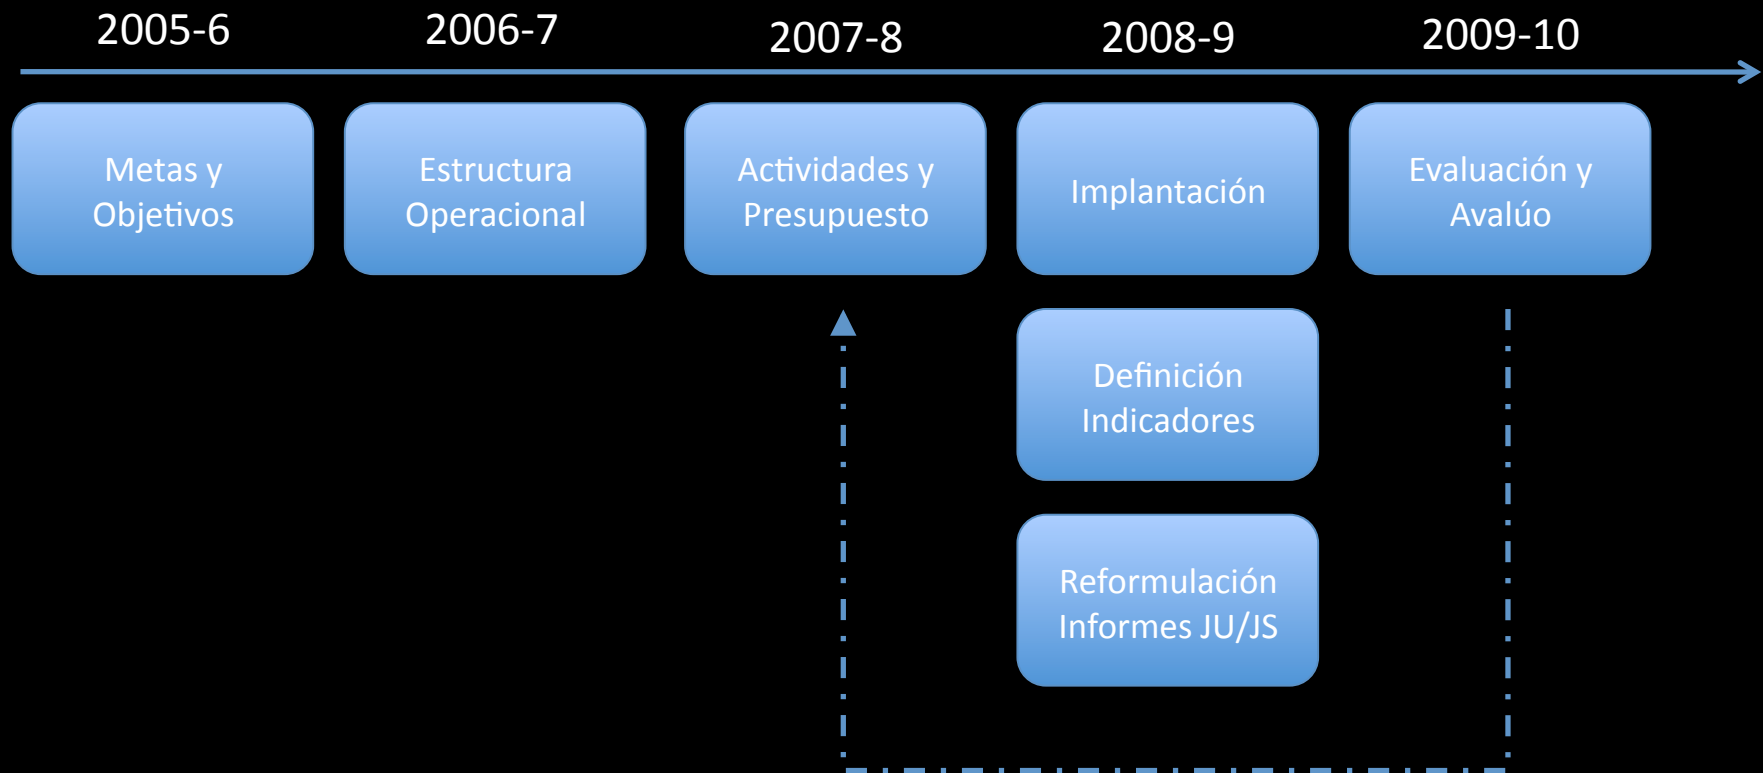 2005-6
2006-7
2007-8
2008-9
2009-10
Metas y
Objetivos
Estructura
Operacional
Actividades y
Presupuesto
Implantación
Evaluación y
Avalúo
Definición
Indicadores
Reformulación
Informes JU/JS